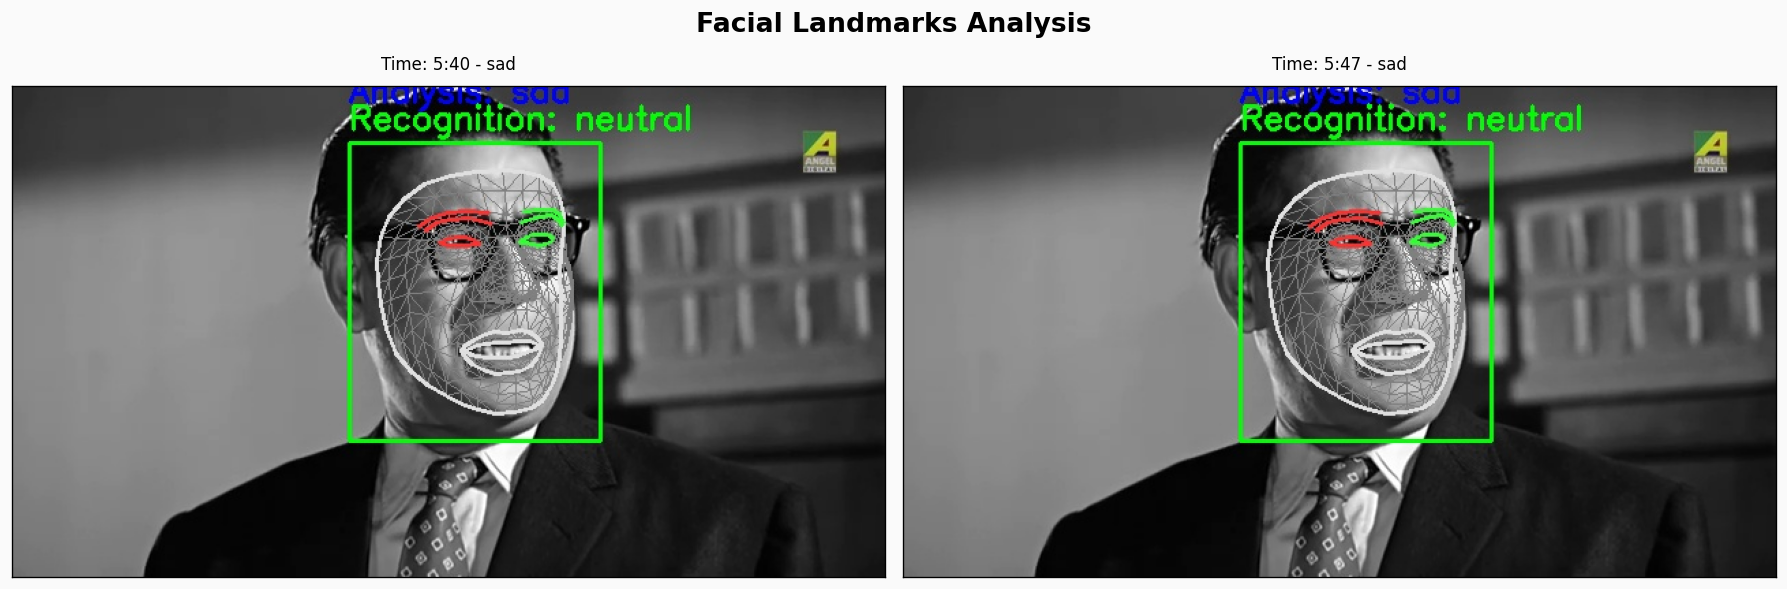 Facial Landmarks Analysis
Time: 5:40 - sad
Analysis: sad
Recognition: neutral
A
ANGEL
DIGITAL
Time: 5:47 - sad
Analysis: sad
Recognition: neutral
A
ANGEL
DIGITAL